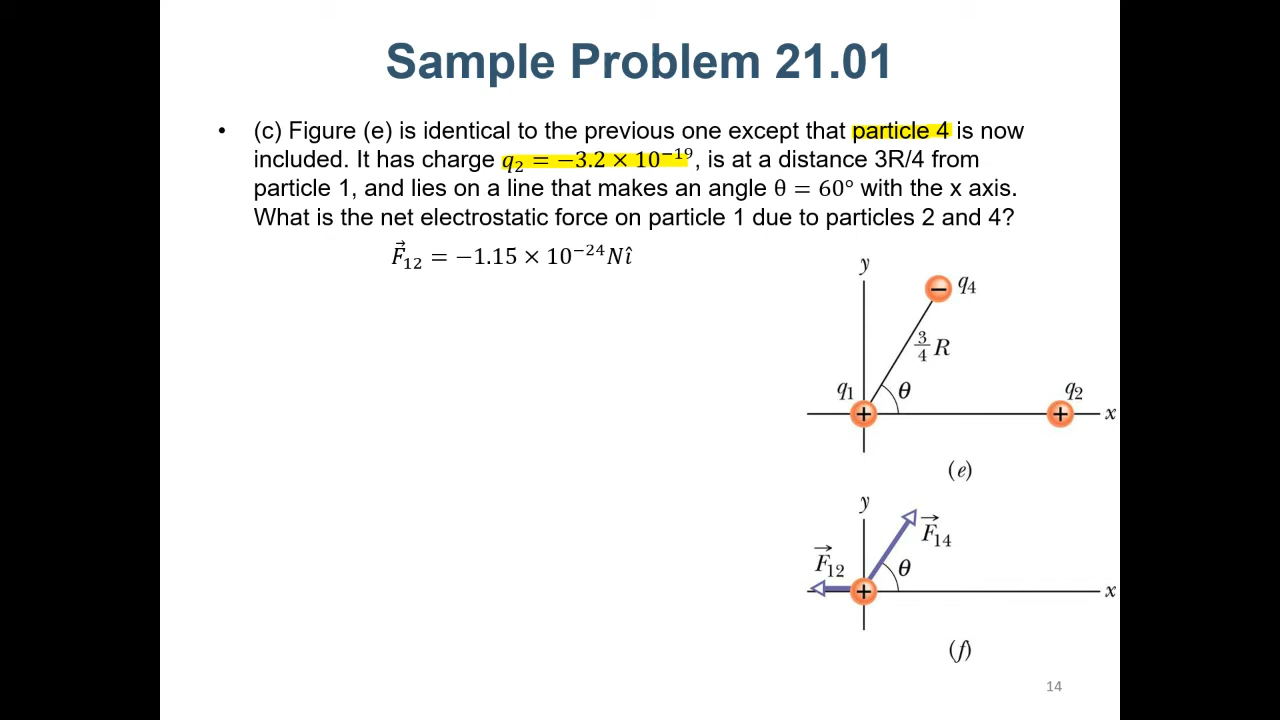 Sample Problem 21.01
• (c) Figure (e) is identical to the previous one except that particle 4 is now
included. It has charge q₂ = −3.2 × 10⁻¹⁹, is at a distance 3R/4 from
particle 1, and lies on a line that makes an angle θ = 60° with the x axis.
What is the net electrostatic force on particle 1 due to particles 2 and 4?
F⃗₁₂ = −1.15 × 10⁻²⁴ N î
y
− q₄
3/4 R
q₁ θ q₂
+ + x
(e)
y
F⃗₁₄
F⃗₁₂ θ
+ x
(f)
14